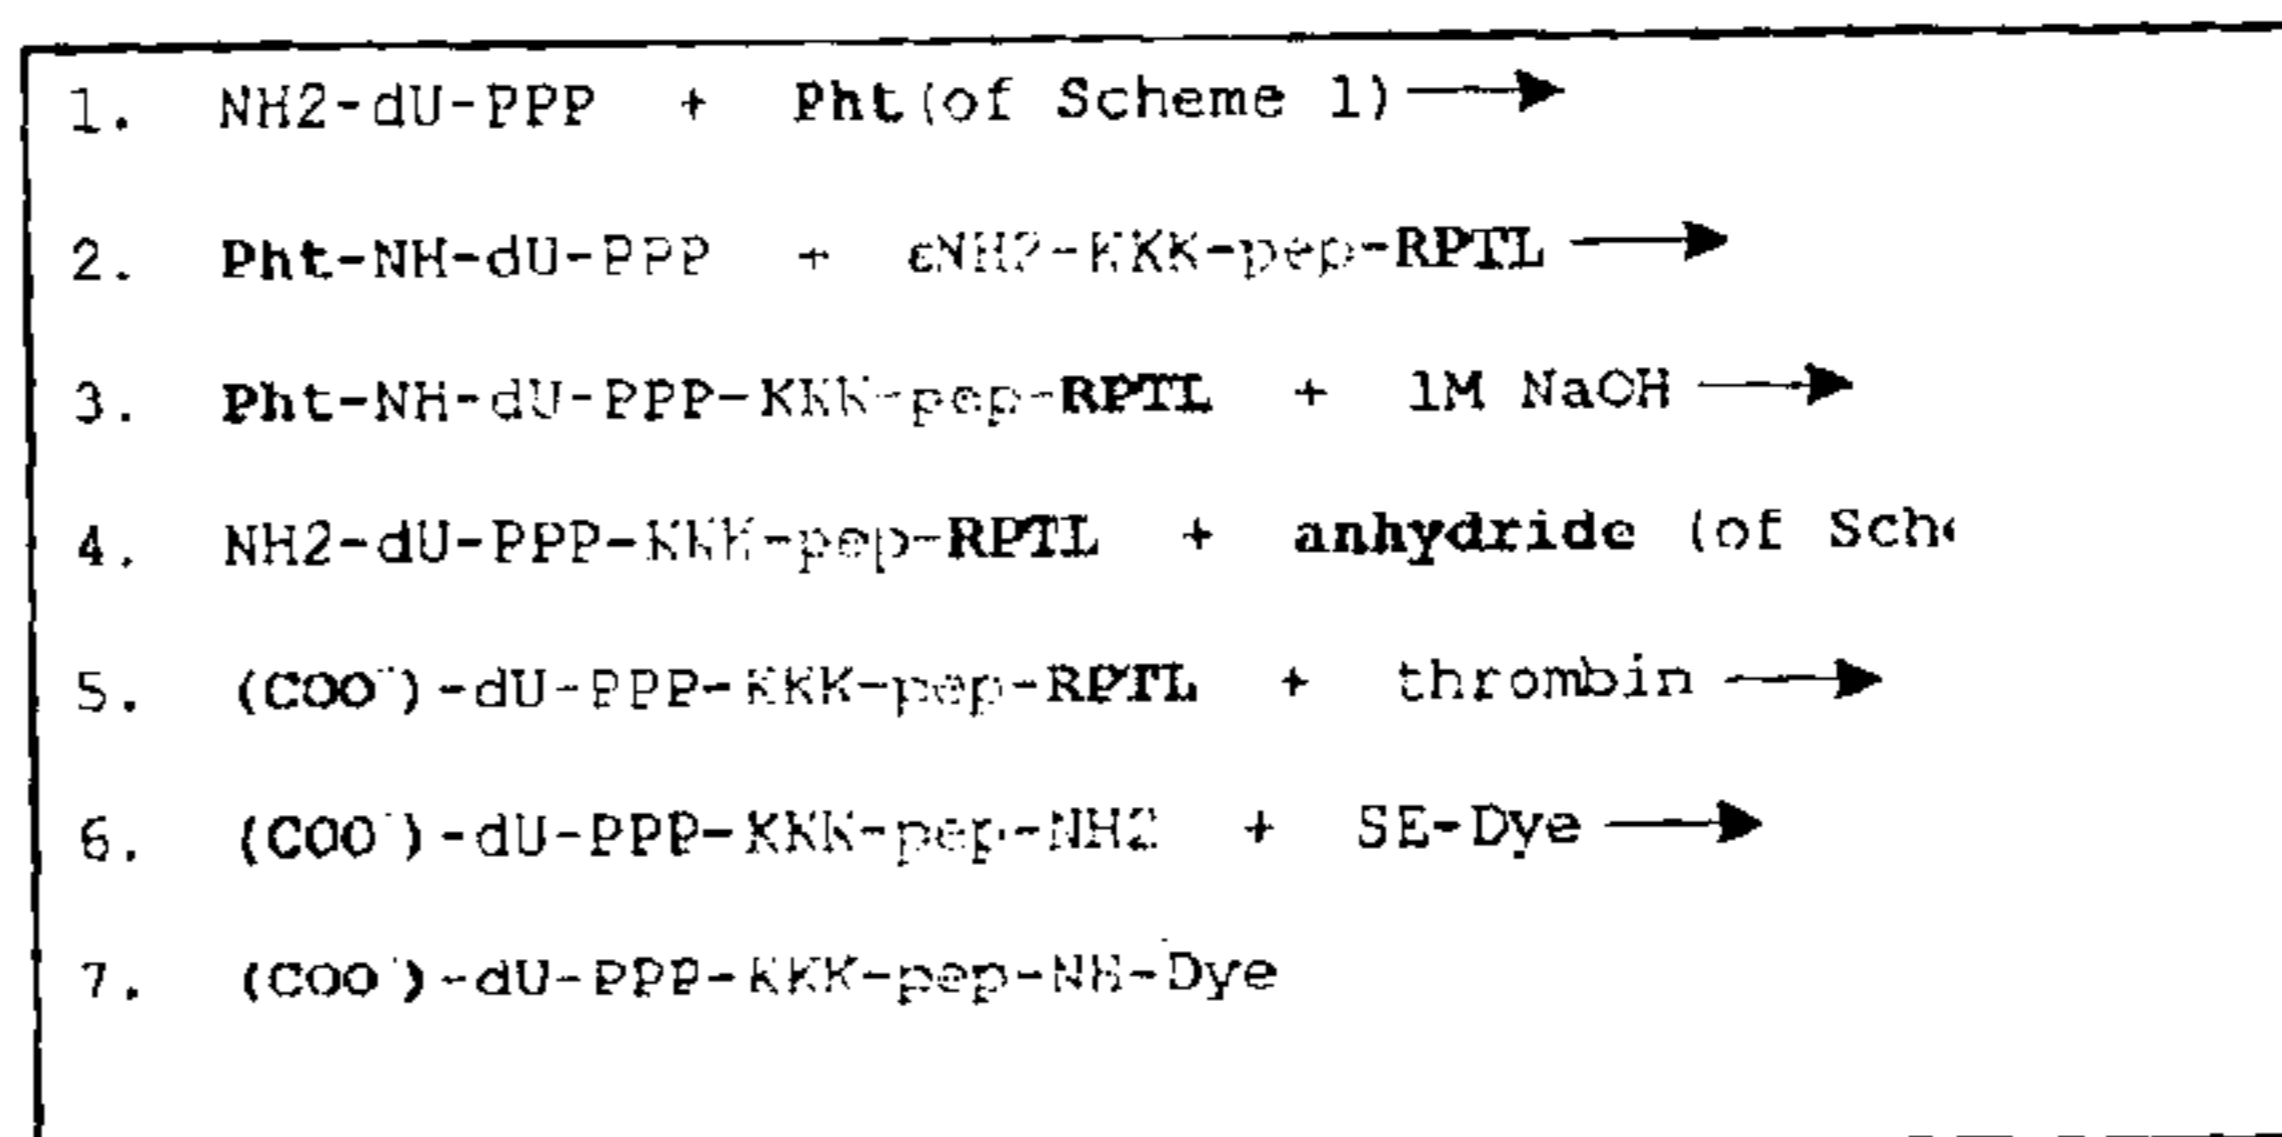 1. NH2-dU-PPP + Pht(of Scheme 1)
2. Pht-NH-dU-PPP + εNH2-KKK-pep-RPTL
3. Pht-NH-dU-PPP-KKK-pep-RPTL + 1M NaOH
4. NH2-dU-PPP-KKK-pep-RPTL + anhydride (of
5. (COO⁻)-dU-PPP-KKK-pep-RPTL + thrombin
6. (COO⁻)-dU-PPP-KKK-pep-NH2 + SE-Dye
7. (COO⁻)-dU-PPP-KKK-pep-NH-Dye